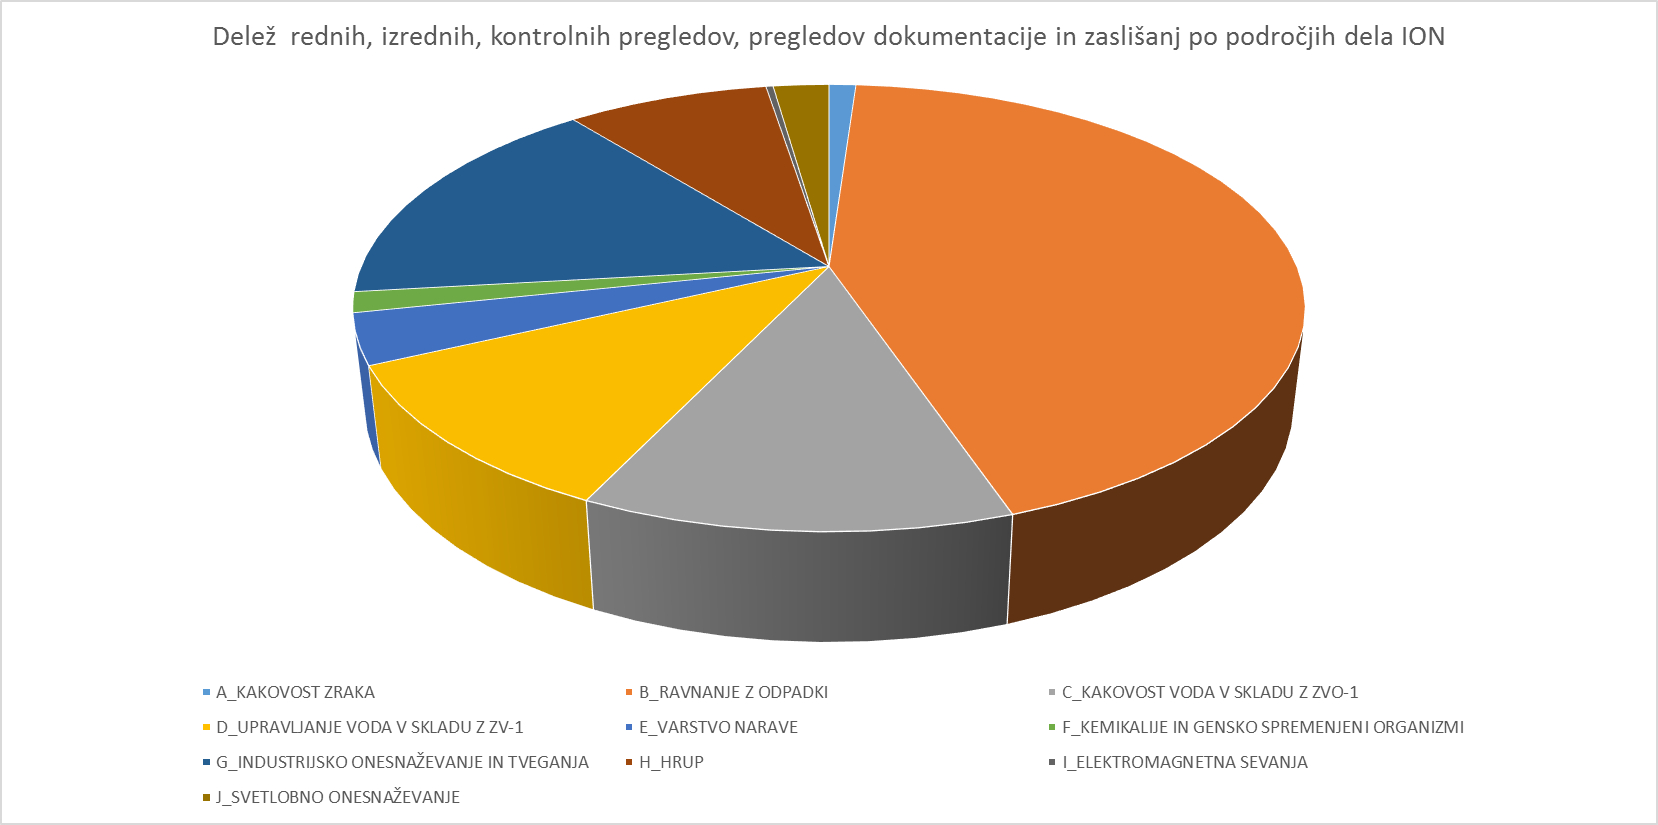 Delež  rednih, izrednih, kontrolnih pregledov, pregledov dokumentacije in zaslišanj po področjih dela ION
A_KAKOVOST ZRAKA
B_RAVNANJE Z ODPADKI
C_KAKOVOST VODA V SKLADU Z ZVO-1
D_UPRAVLJANJE VODA V SKLADU Z ZV-1
E_VARSTVO NARAVE
F_KEMIKALIJE IN GENSKO SPREMENJENI ORGANIZMI
G_INDUSTRIJSKO ONESNAŽEVANJE IN TVEGANJA
H_HRUP
I_ELEKTROMAGNETNA SEVANJA
J_SVETLOBNO ONESNAŽEVANJE